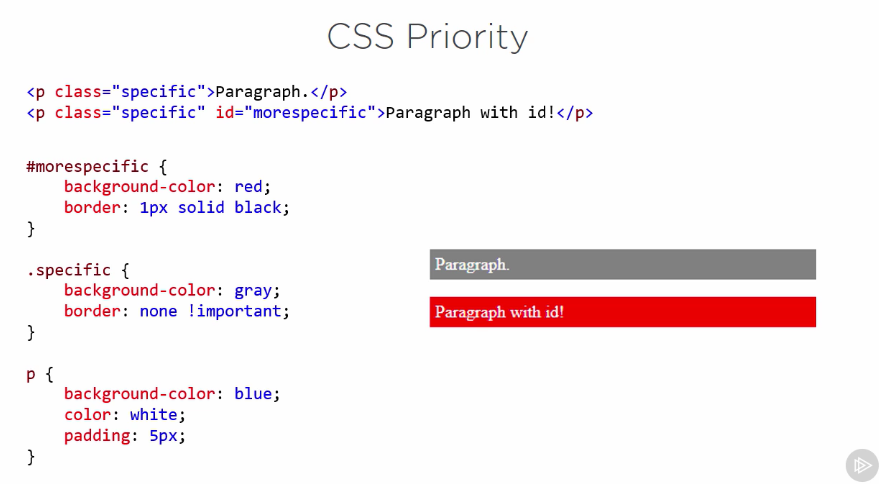 CSS Priority
<p class="specific">Paragraph.</p>
<p class="specific" id="morespecific">Paragraph with id!</p>
#morespecific {
    background-color: red;
    border: 1px solid black;
}
.specific {
    background-color: gray;
    border: none !important;
}
p {
    background-color: blue;
    color: white;
    padding: 5px;
}
Paragraph.
Paragraph with id!